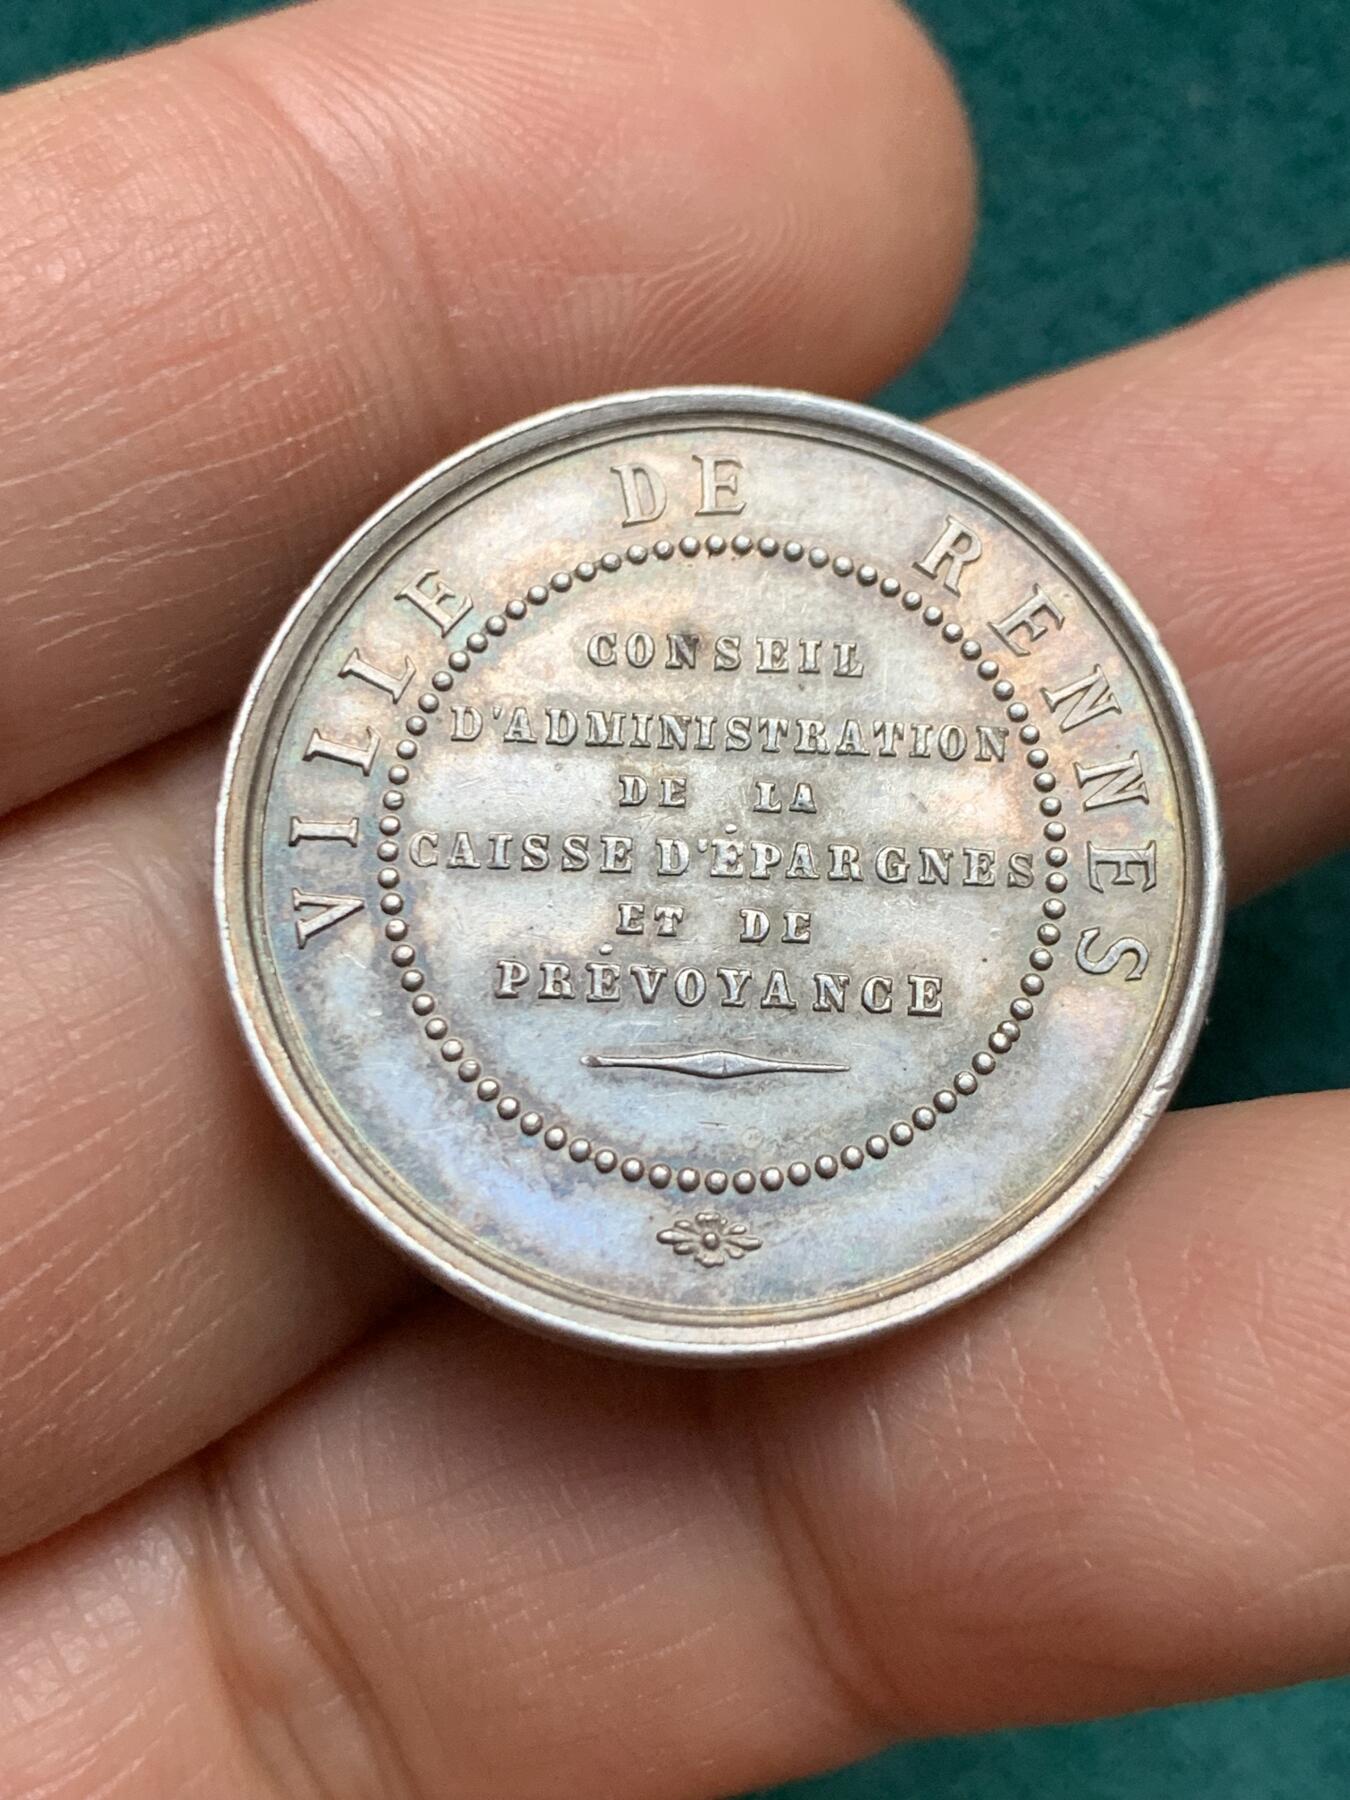 VILLE DE RENNES
CONSEIL
D'ADMINISTRATION
DE LA
CAISSE D'ÉPARGNES
ET DE
PRÉVOYANCE